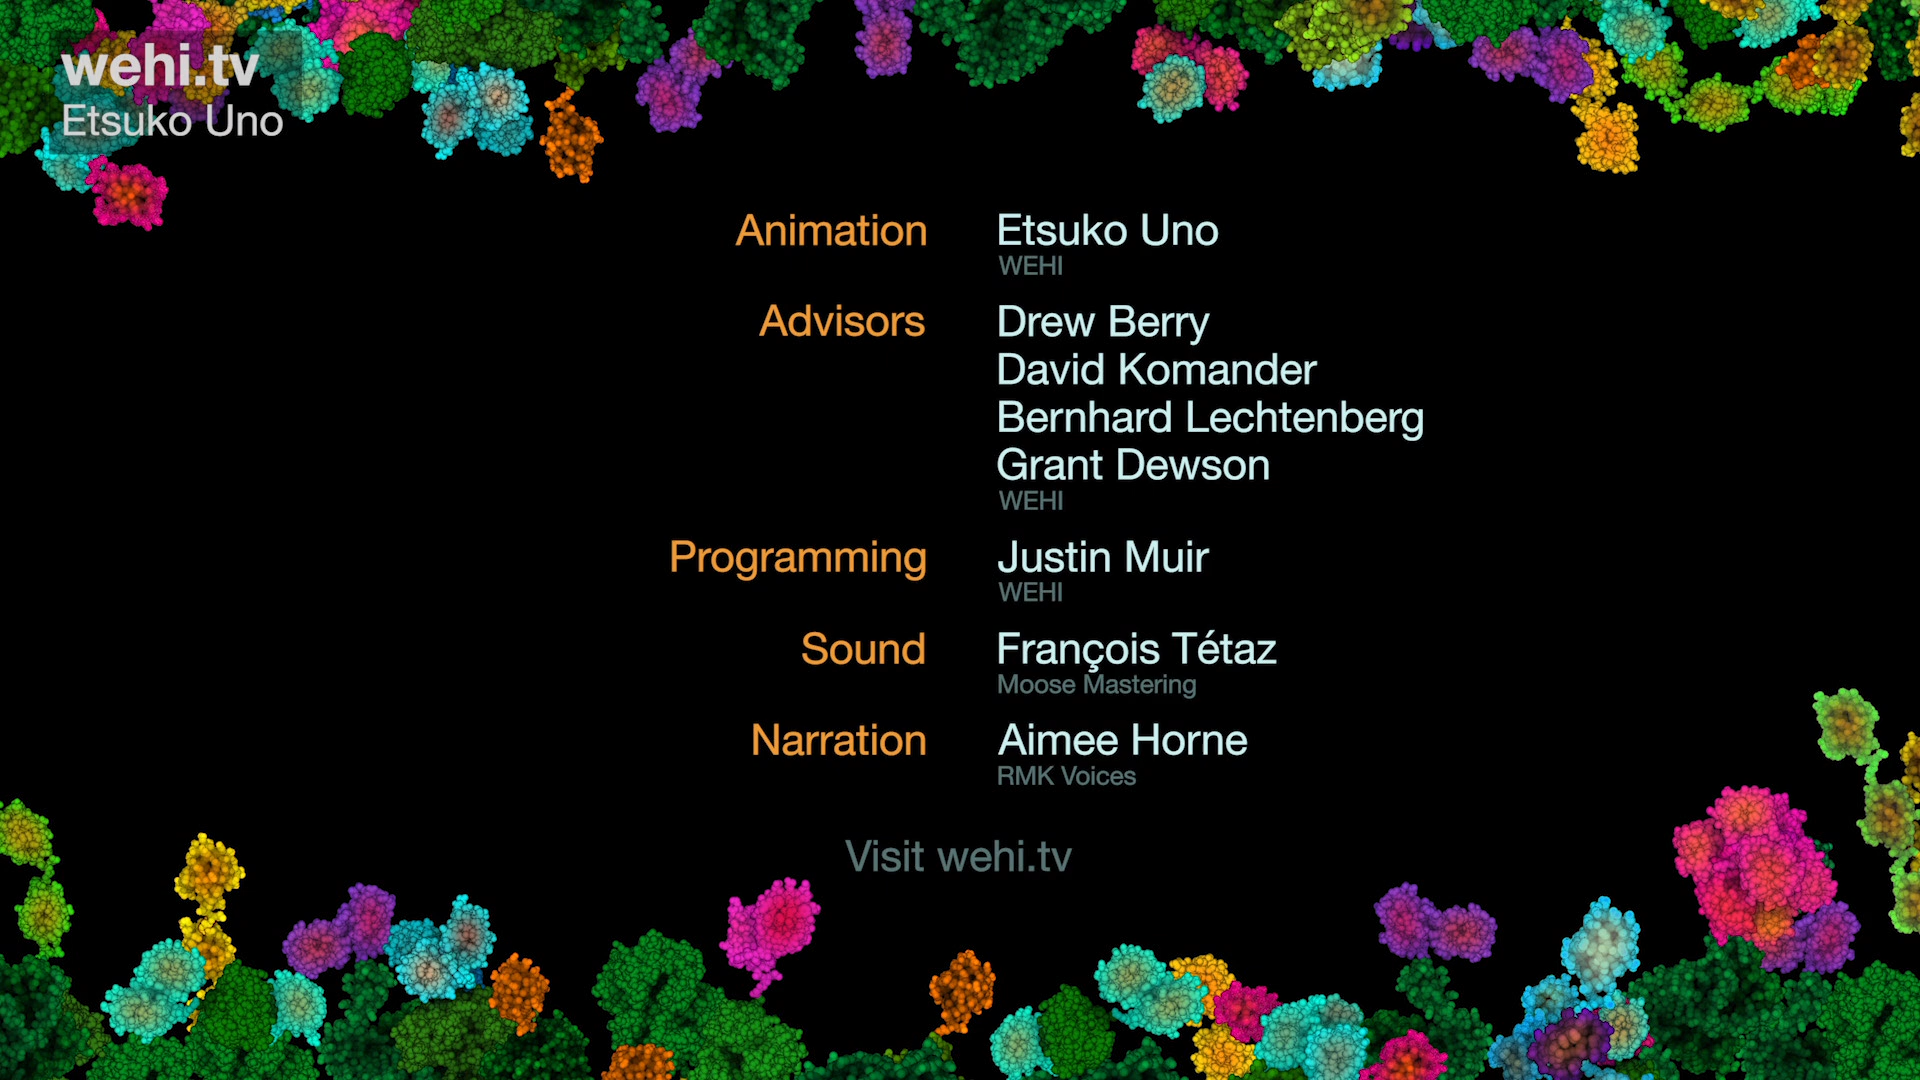 wehi.tv
Etsuko Uno
Animation Etsuko Uno
WEHI
Advisors Drew Berry
David Komander
Bernhard Lechtenberg
Grant Dewson
WEHI
Programming Justin Muir
WEHI
Sound François Tétaz
Moose Mastering
Narration Aimee Horne
RMK Voices
Visit wehi.tv